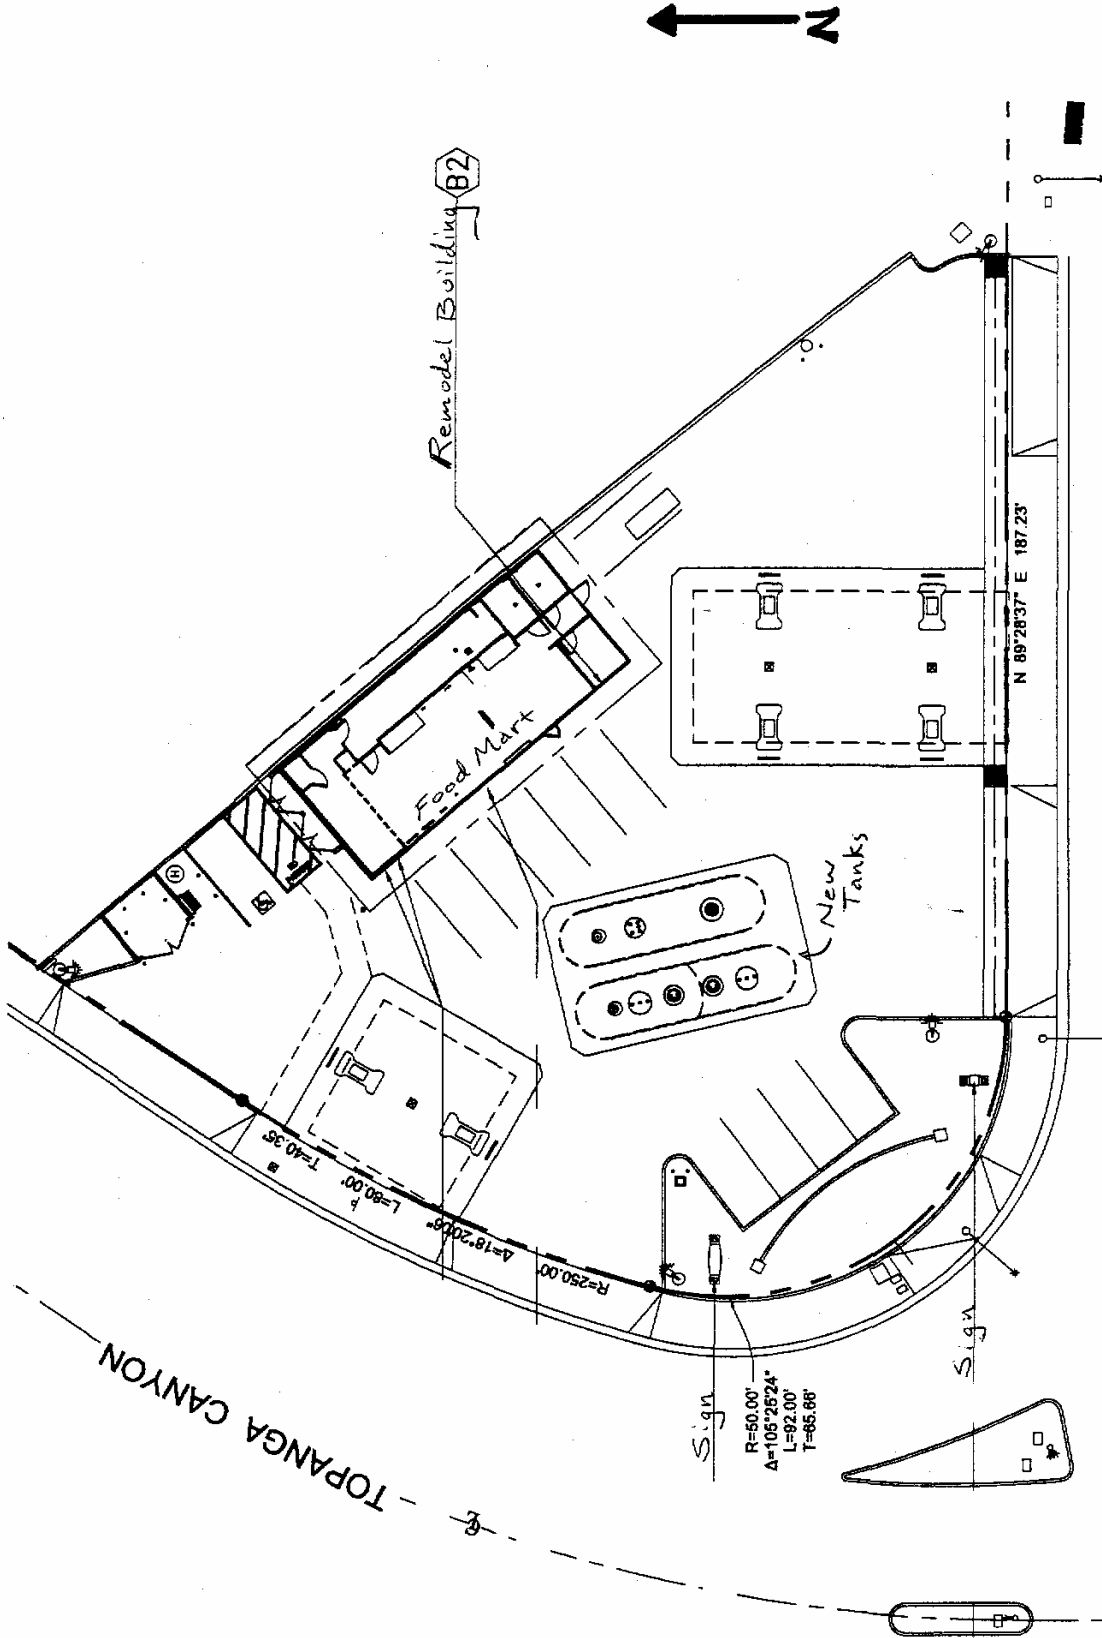 N
Remodel Building
B2
Food Mart
New
Tanks
N 89°28'37" E 187.23'
T=40.35'
L=80.00'
Δ=18°20'06"
R=250.00'
H
TOPANGA CANYON
Sign
R=50.00'
Δ=105°25'24"
L=92.00'
T=65.66'
Sign